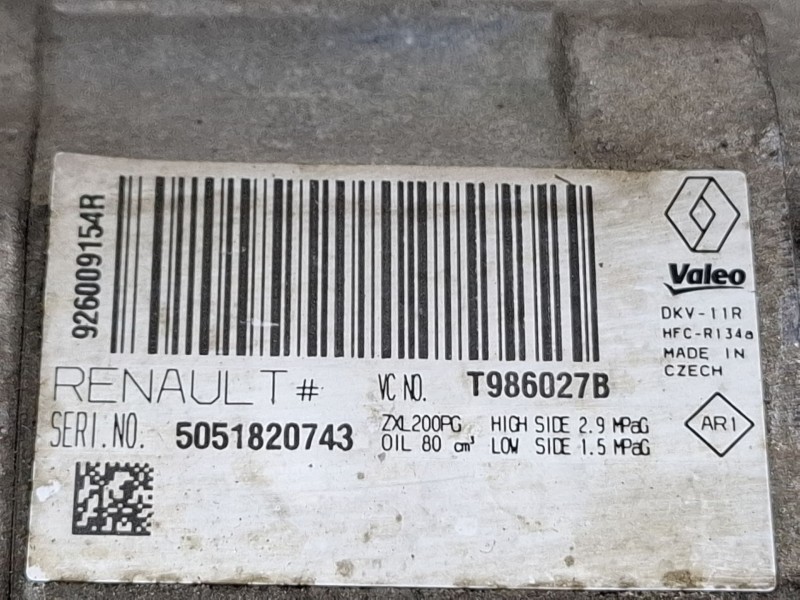 926009154R
Valeo
DKV-11R
HFC-R134a
MADE IN
CZECH
RENAULT #
VC NO. T986027B
SERI.NO. 5051820743
ZXL200PG HIGH SIDE 2.9 MPaG
OIL 80 cm³ LOW SIDE 1.5 MPaG
AR1